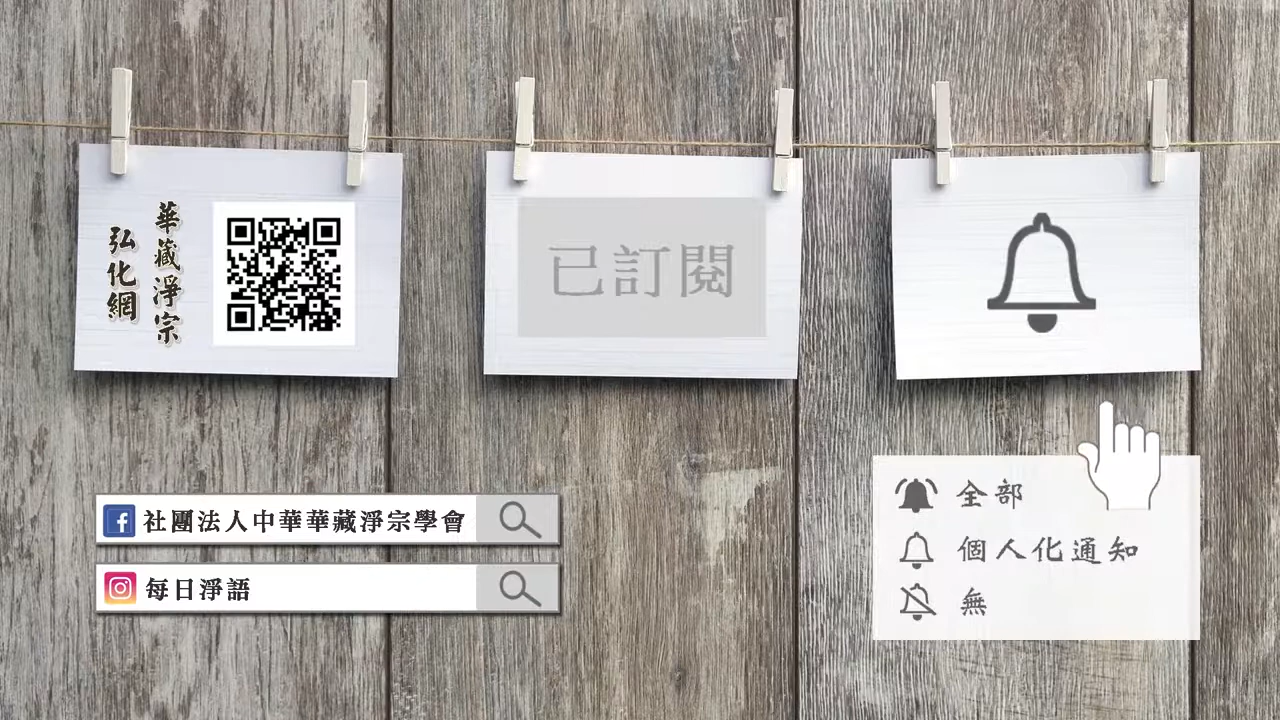 華藏淨宗
弘化網
已訂閱
社團法人中華華藏淨宗學會
每日淨語
全部
個人化通知
無